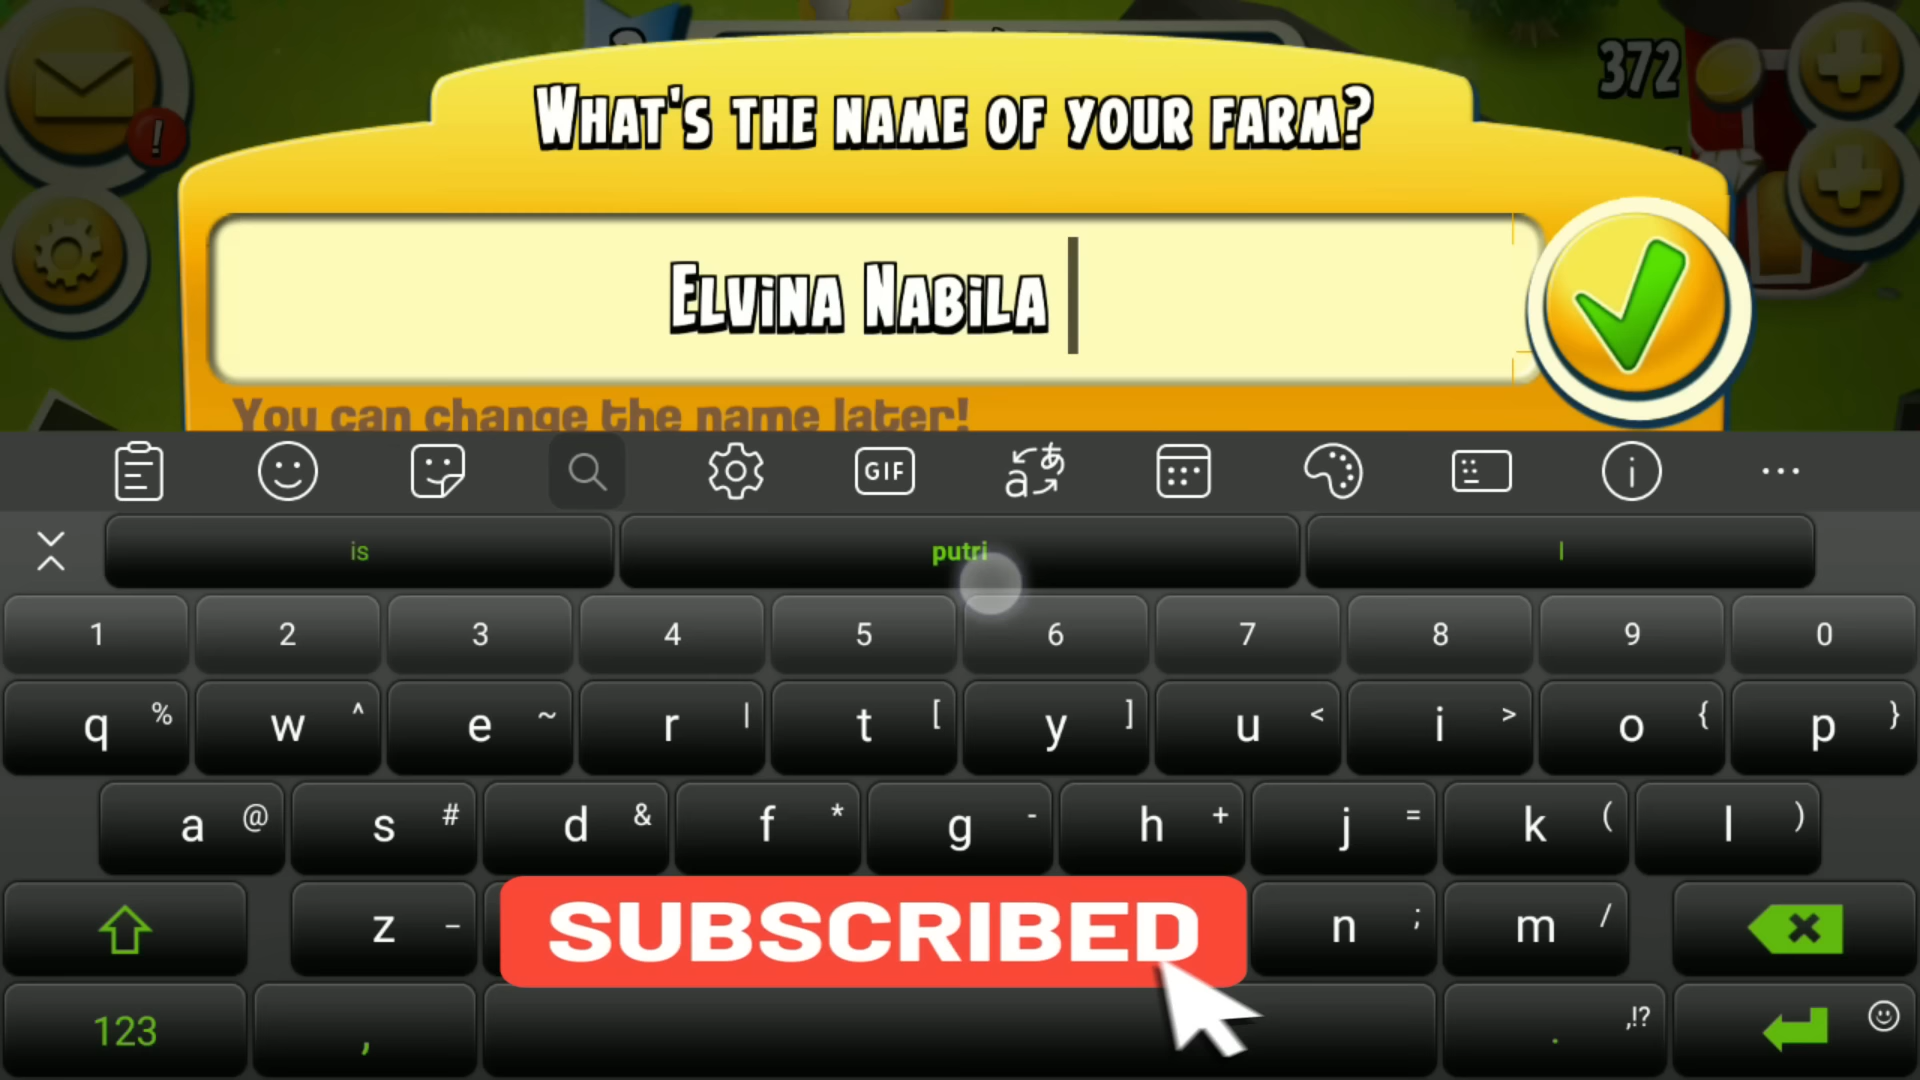 372
What's the name of your farm?
Elvina Nabila
You can change the name later!
GIF
a あ
is putri I
1 2 3 4 5 6 7 8 9 0
q % w ^ e ~ r | t [ y ] u < i > o { p }
a @ s # d & f * g - h + j = k ( l )
z _ SUBSCRIBED n ; m /
123 , . ,!?